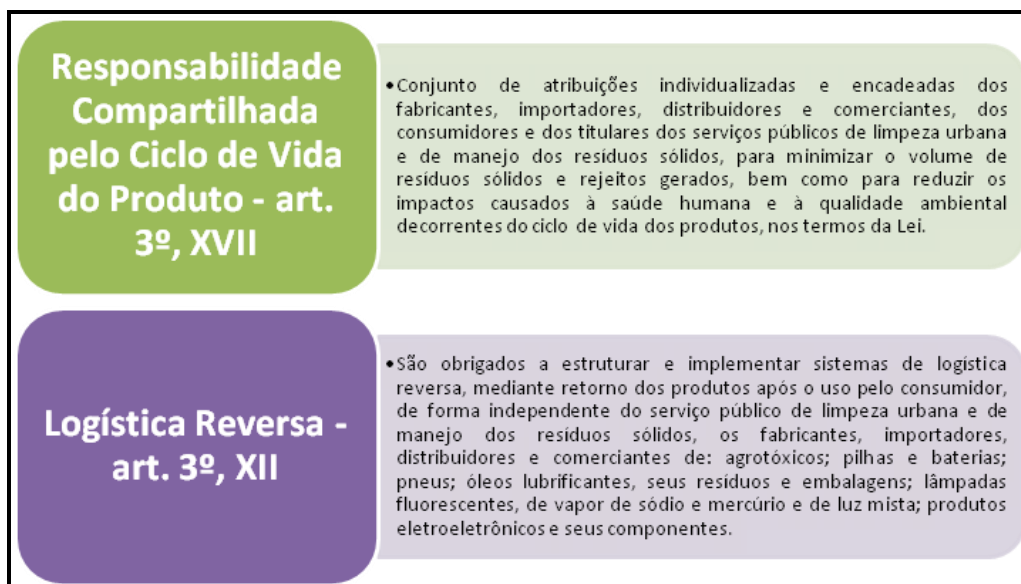 Responsabilidade
Compartilhada
pelo Ciclo de Vida
do Produto - art.
3º, XVII
•Conjunto de atribuições individualizadas e encadeadas dos
fabricantes, importadores, distribuidores e comerciantes, dos
consumidores e dos titulares dos serviços públicos de limpeza urbana
e de manejo dos resíduos sólidos, para minimizar o volume de
resíduos sólidos e rejeitos gerados, bem como para reduzir os
impactos causados à saúde humana e à qualidade ambiental
decorrentes do ciclo de vida dos produtos, nos termos da Lei.
Logística Reversa -
art. 3º, XII
•São obrigados a estruturar e implementar sistemas de logística
reversa, mediante retorno dos produtos após o uso pelo consumidor,
de forma independente do serviço público de limpeza urbana e de
manejo dos resíduos sólidos, os fabricantes, importadores,
distribuidores e comerciantes de: agrotóxicos; pilhas e baterias;
pneus; óleos lubrificantes, seus resíduos e embalagens; lâmpadas
fluorescentes, de vapor de sódio e mercúrio e de luz mista; produtos
eletroeletrônicos e seus componentes.